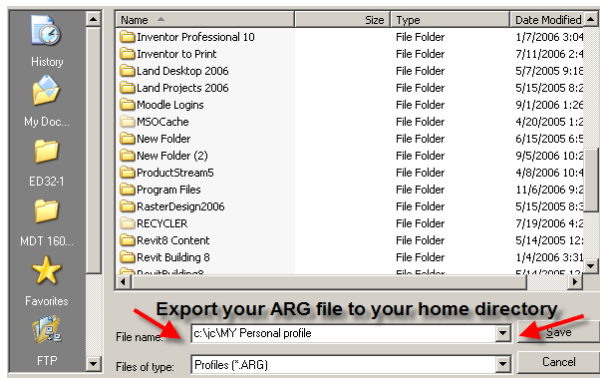 Name Size Type Date Modified
History
Inventor Professional 10 File Folder 1/7/2006 3:04
Inventor to Print File Folder 7/11/2006 2:4
Land Desktop 2006 File Folder 5/7/2005 9:18
Land Projects 2006 File Folder 5/15/2005 8:2
My Doc...
Moodle Logins File Folder 9/1/2006 1:26
MSOCache File Folder 4/20/2005 1:2
New Folder File Folder 6/15/2005 6:5
New Folder (2) File Folder 9/5/2006 10:2
ED32-1
ProductStream5 File Folder 4/8/2006 10:4
Program Files File Folder 11/6/2006 9:2
RasterDesign2006 File Folder 5/15/2006 8:3
MDT 160...
RECYCLER File Folder 7/19/2006 4:2
Revit8 Content File Folder 5/14/2005 12:
Revit Building 8 File Folder 1/4/2006 3:31
Favorites
FTP
Export your ARG file to your home directory
File name: c:\jc\MY Personal profile Save
Files of type: Profiles (*.ARG) Cancel